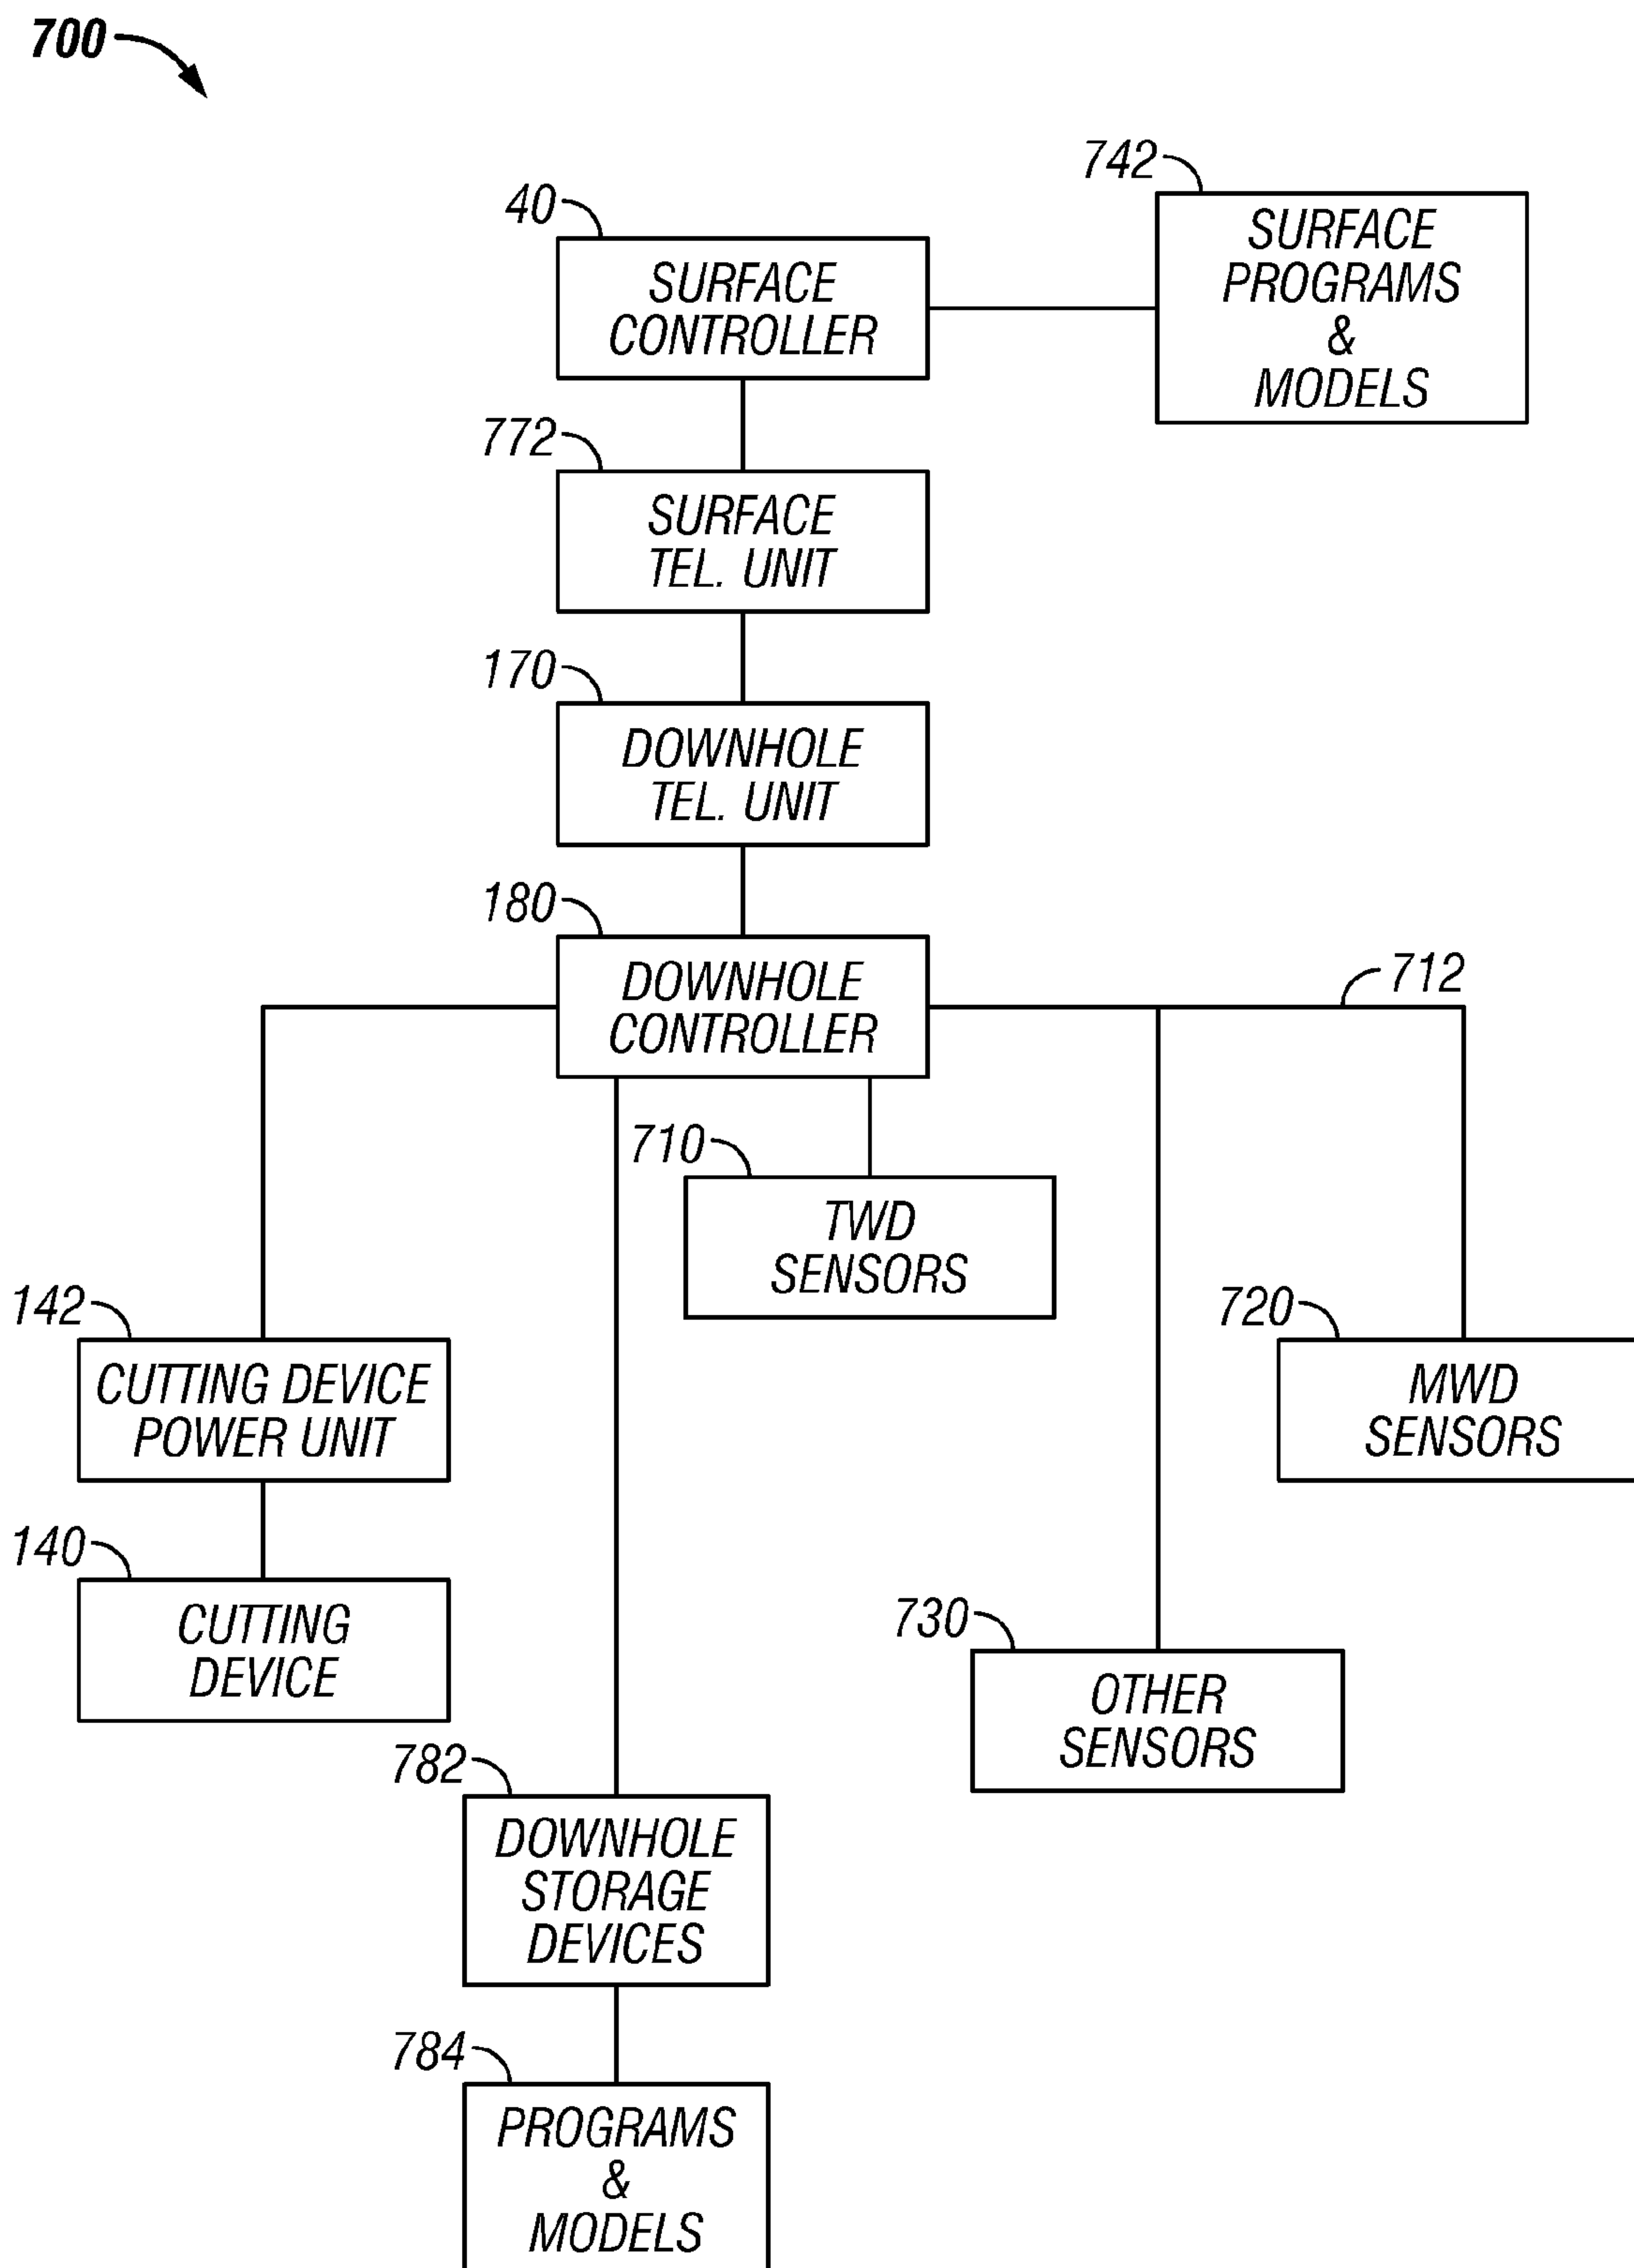 700
742
SURFACE
PROGRAMS
&
MODELS
40
SURFACE
CONTROLLER
772
SURFACE
TEL. UNIT
170
DOWNHOLE
TEL. UNIT
180
DOWNHOLE
CONTROLLER
712
710
TWD
SENSORS
142
CUTTING DEVICE
POWER UNIT
720
MWD
SENSORS
140
CUTTING
DEVICE
730
OTHER
SENSORS
782
DOWNHOLE
STORAGE
DEVICES
784
PROGRAMS
&
MODELS